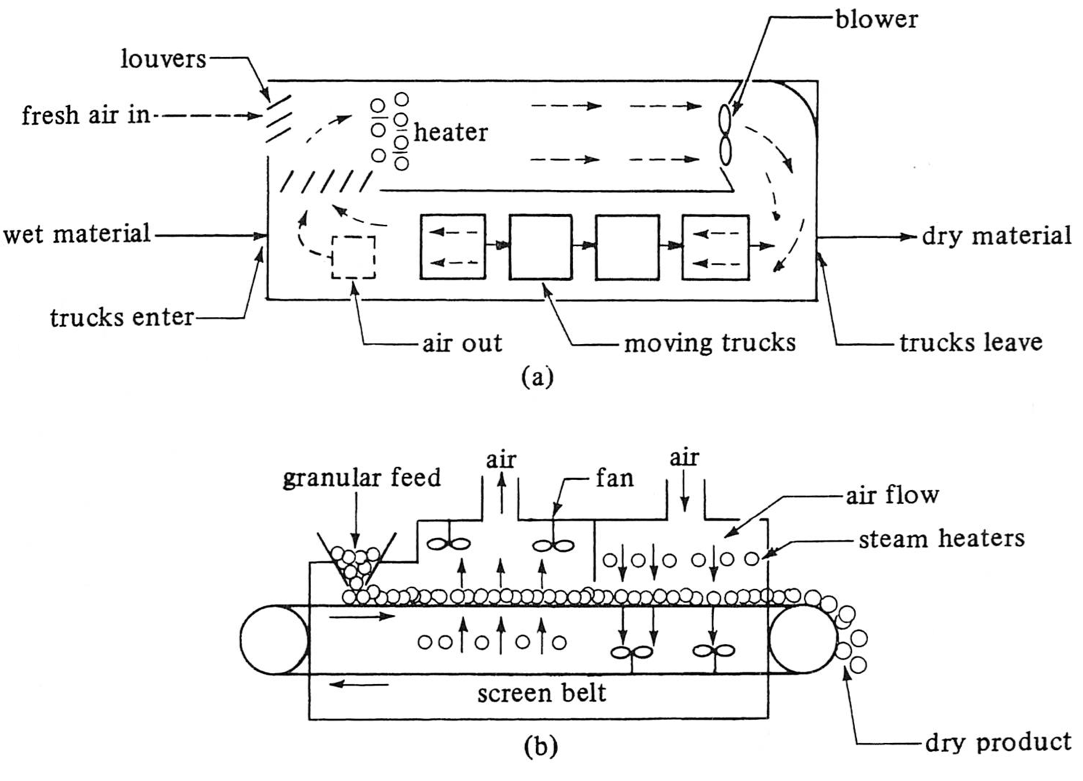 blower
louvers
fresh air in
heater
wet material
dry material
trucks enter
air out
moving trucks
trucks leave
(a)
air
air
granular feed
fan
air flow
steam heaters
screen belt
dry product
(b)